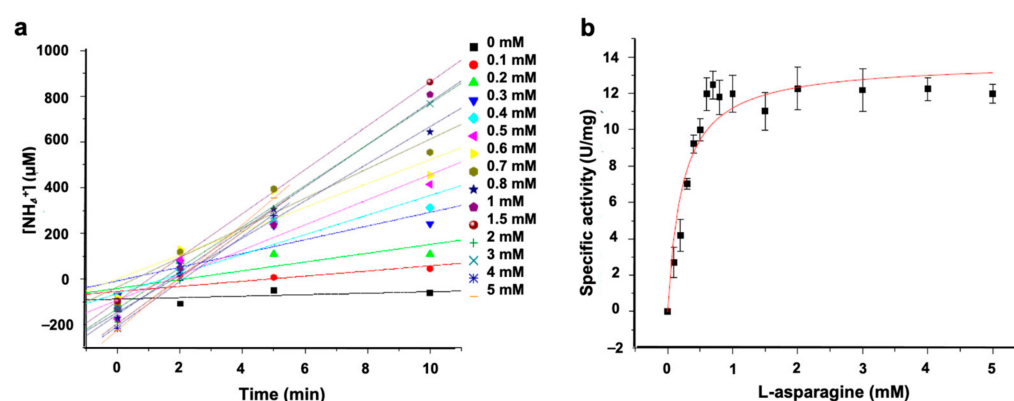 a
1000
800
600
400
200
0
–200
[NH₄⁺] (μM)
0 2 4 6 8 10
Time (min)
0 mM
0.1 mM
0.2 mM
0.3 mM
0.4 mM
0.5 mM
0.6 mM
0.7 mM
0.8 mM
1 mM
1.5 mM
2 mM
3 mM
4 mM
5 mM
b
14
12
10
8
6
4
2
0
–2
Specific activity (U/mg)
0 1 2 3 4 5
L-asparagine (mM)